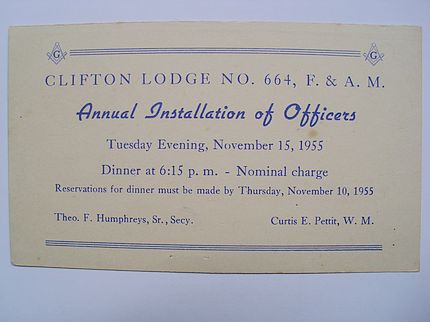 G G
CLIFTON LODGE NO. 664, F. & A. M.
Annual Installation of Officers
Tuesday Evening, November 15, 1955
Dinner at 6:15 p. m. - Nominal charge
Reservations for dinner must be made by Thursday, November 10, 1955
Theo. F. Humphreys, Sr., Secy. Curtis E. Pettit, W. M.